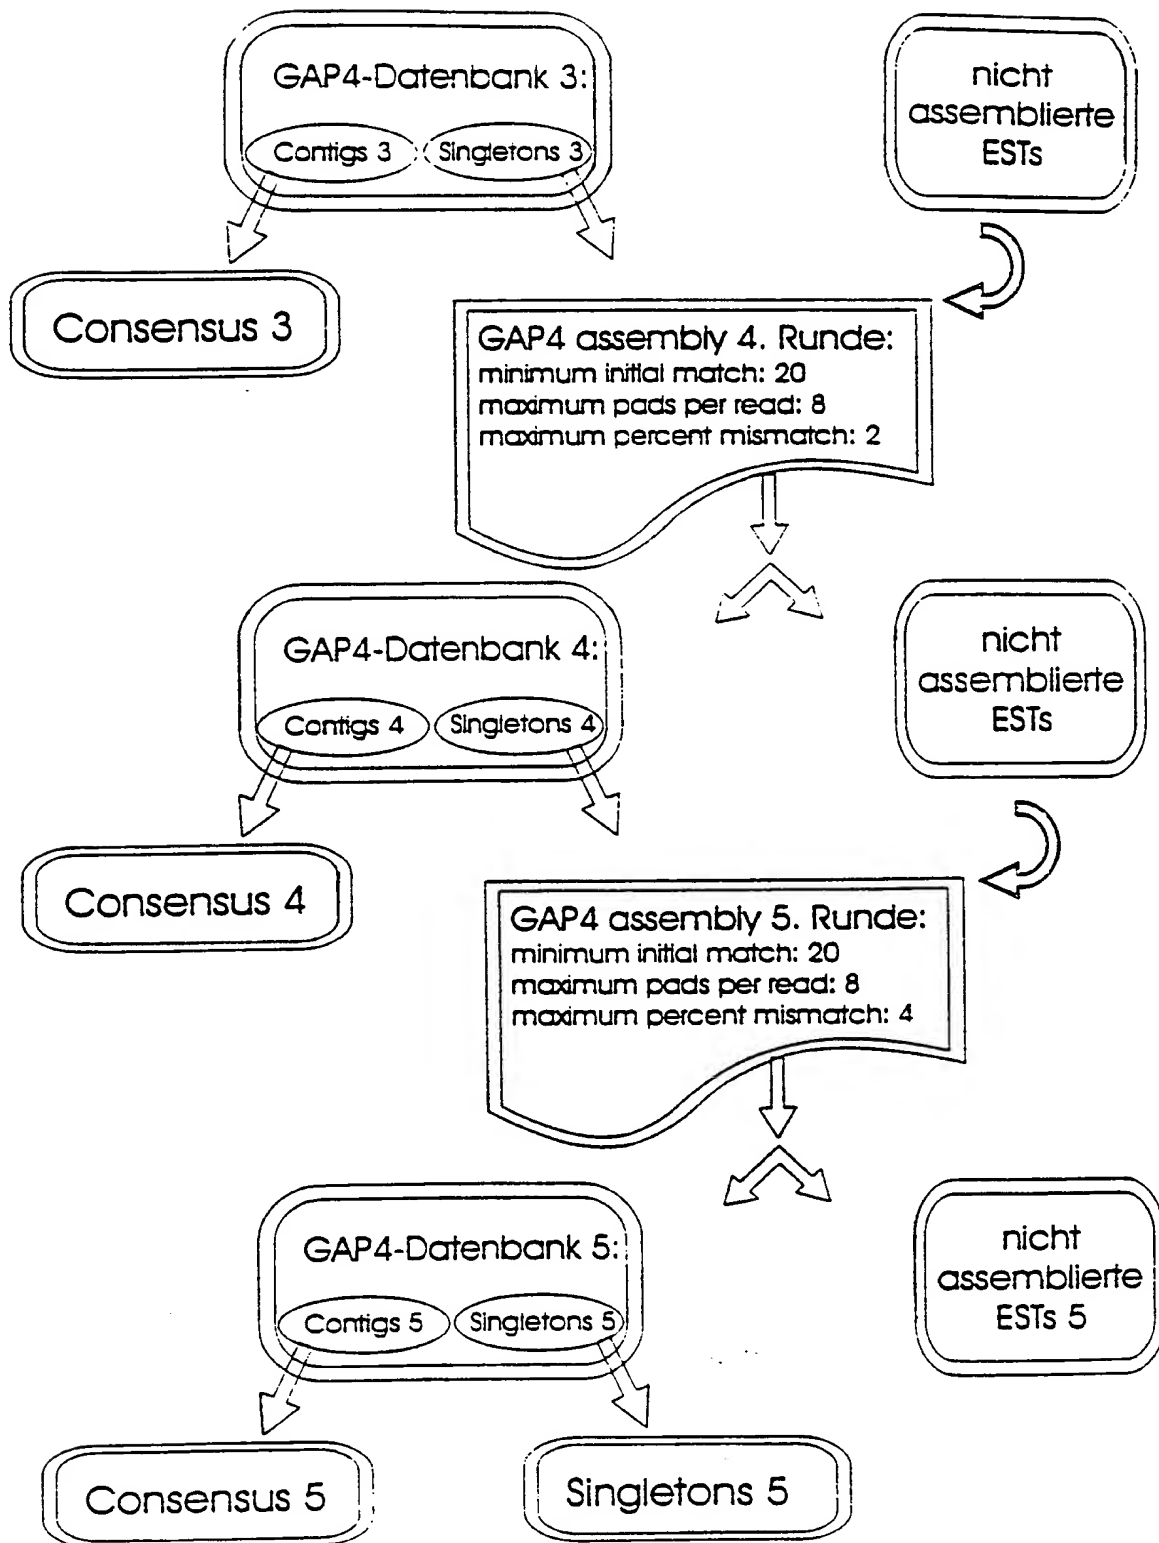 GAP4-Datenbank 3:
Contigs 3
Singletons 3
nicht
assemblierte
ESTs
Consensus 3
GAP4 assembly 4. Runde:
minimum initial match: 20
maximum pads per read: 8
maximum percent mismatch: 2
GAP4-Datenbank 4:
Contigs 4
Singletons 4
nicht
assemblierte
ESTs
Consensus 4
GAP4 assembly 5. Runde:
minimum initial match: 20
maximum pads per read: 8
maximum percent mismatch: 4
GAP4-Datenbank 5:
Contigs 5
Singletons 5
nicht
assemblierte
ESTs 5
Consensus 5
Singletons 5